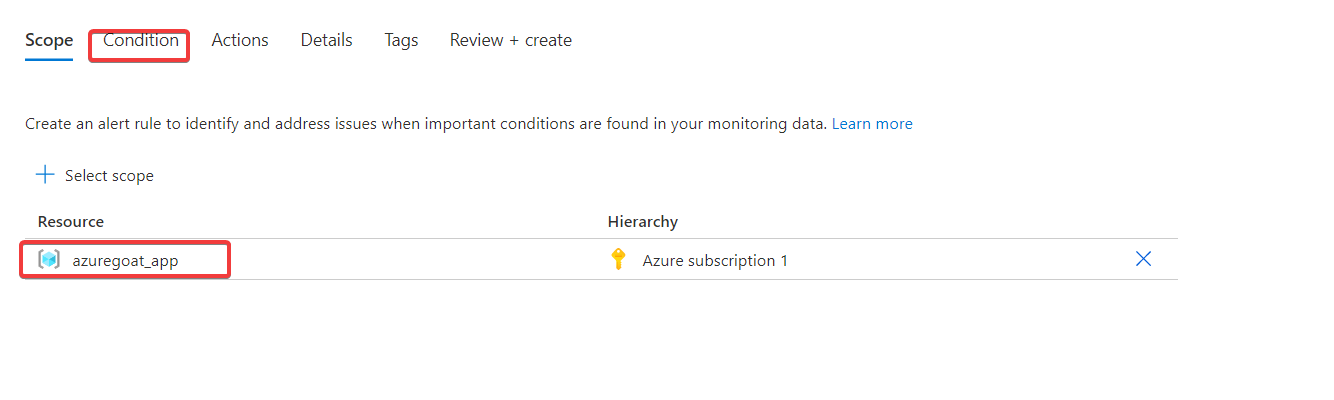 Scope Condition Actions Details Tags Review + create
Create an alert rule to identify and address issues when important conditions are found in your monitoring data. Learn more
Select scope
Resource Hierarchy
azuregoat_app Azure subscription 1